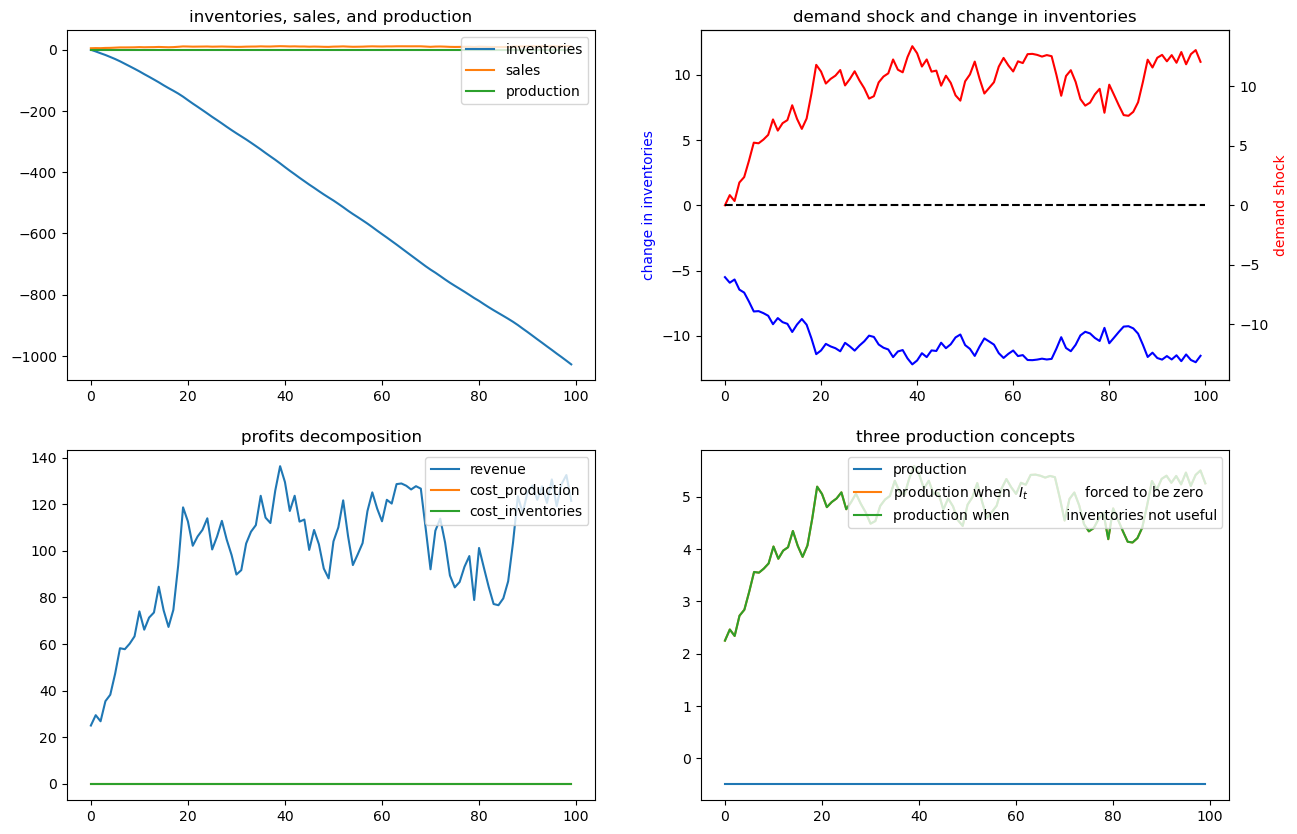 inventories, sales, and production
0
−200
−400
−600
−800
−1000
0 20 40 60 80 100
inventories
sales
production
demand shock and change in inventories
change in inventories
10
5
0
−5
−10
0 20 40 60 80 100
10
5
0
−5
−10
demand shock
profits decomposition
140
120
100
80
60
40
20
0
0 20 40 60 80 100
revenue
cost_production
cost_inventories
three production concepts
5
4
3
2
1
0
0 20 40 60 80 100
production
production when I_t forced to be zero
production when inventories not useful